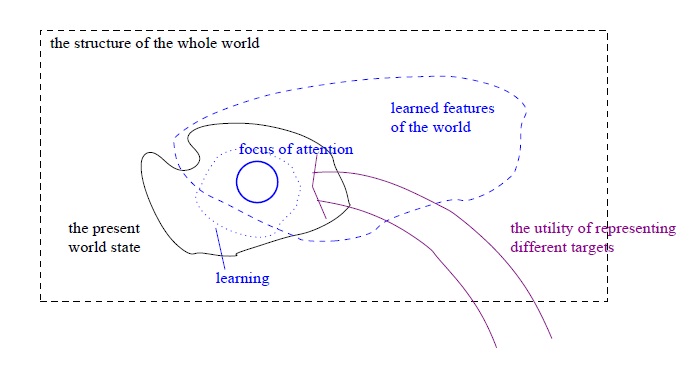 the structure of the whole world
learned features
of the world
focus of attention
the present
world state
the utility of representing
different targets
learning